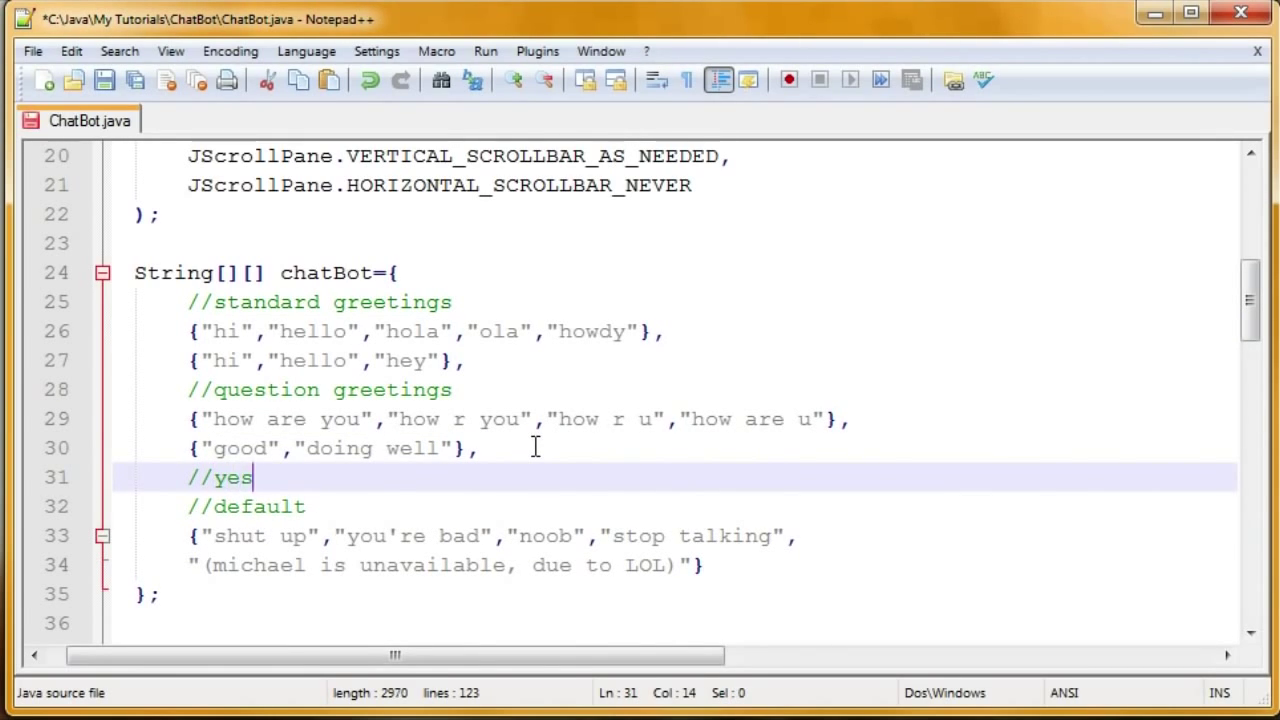 *C:\Java\My Tutorials\ChatBot\ChatBot.java - Notepad++
File Edit Search View Encoding Language Settings Macro Run Plugins Window ? X
ABC
ChatBot.java
20 JScrollPane.VERTICAL_SCROLLBAR_AS_NEEDED,
21 JScrollPane.HORIZONTAL_SCROLLBAR_NEVER
22 );
23
24 String[][] chatBot={
25 //standard greetings
26 {"hi","hello","hola","ola","howdy"},
27 {"hi","hello","hey"},
28 //question greetings
29 {"how are you","how r you","how r u","how are u"},
30 {"good","doing well"},
31 //yes
32 //default
33 {"shut up","you're bad","noob","stop talking",
34 "(michael is unavailable, due to LOL)"}
35 };
36
Java source file length : 2970 lines : 123 Ln : 31 Col : 14 Sel : 0 Dos\Windows ANSI INS